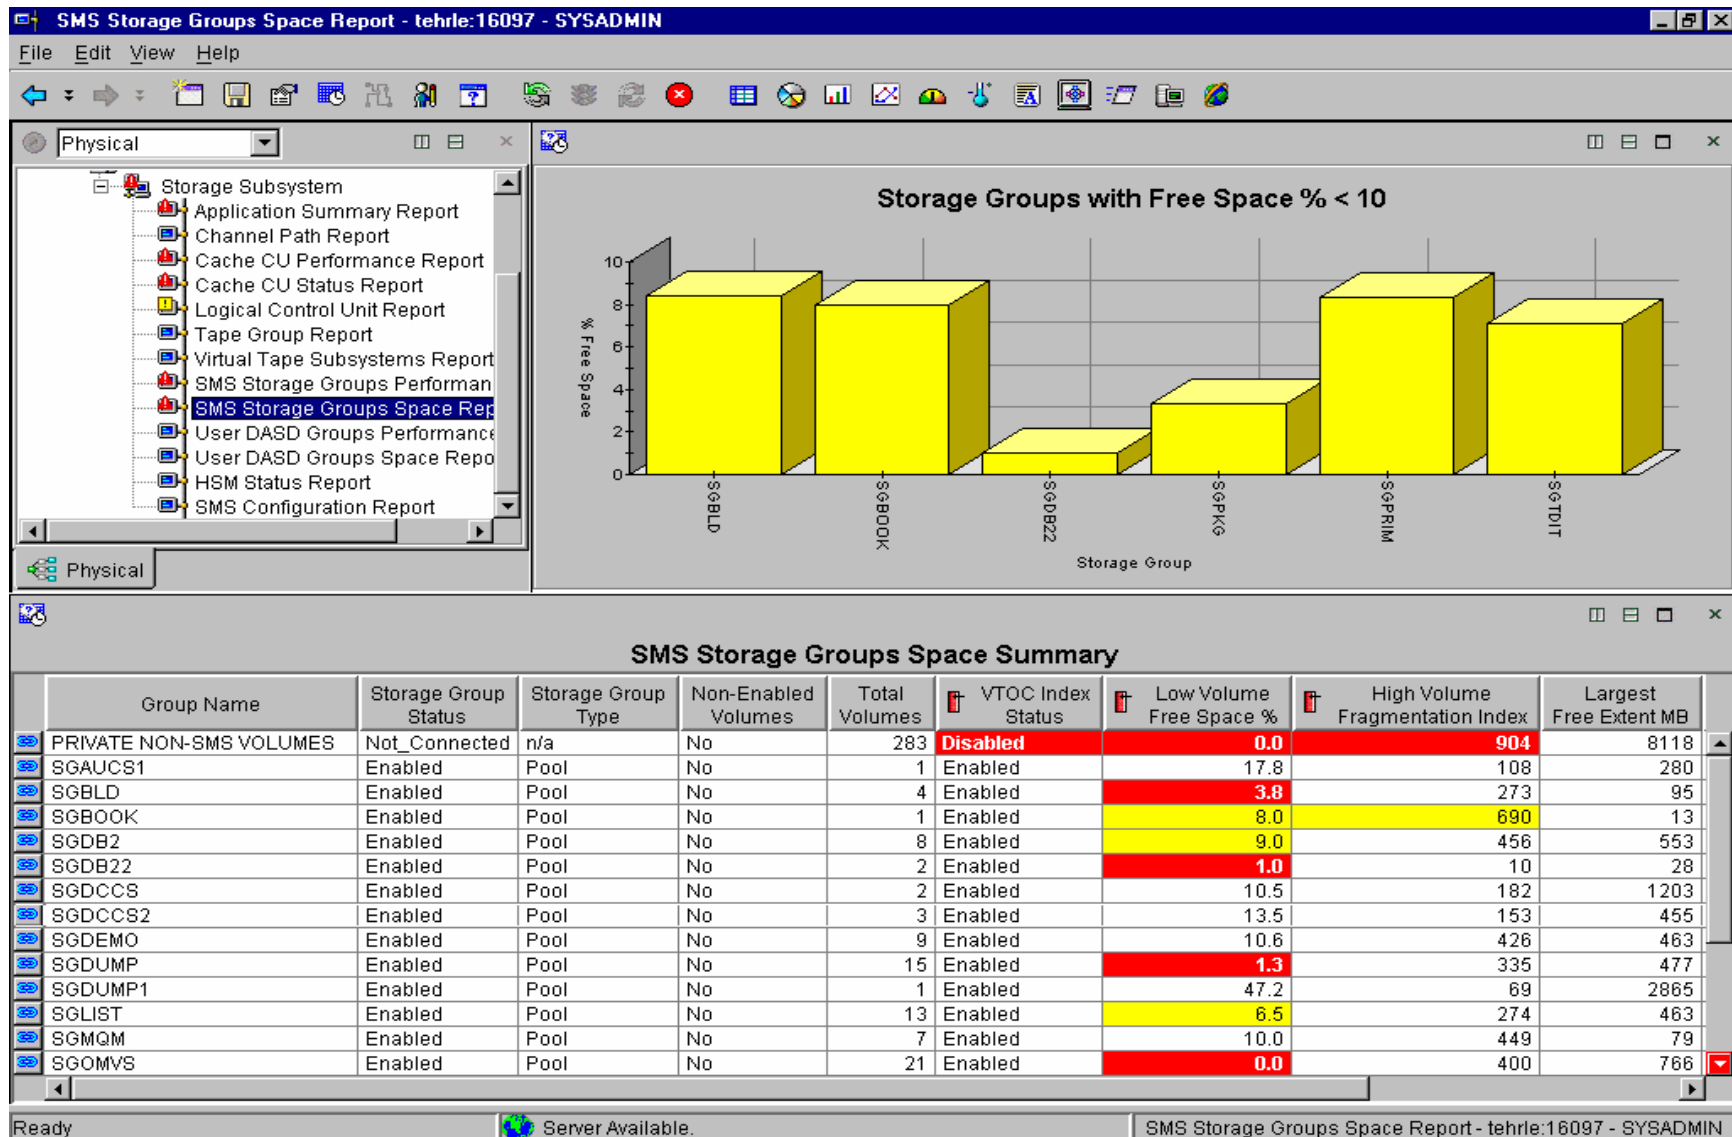 SMS Storage Groups Space Report - tehrle:16097 - SYSADMIN
File Edit View Help
Physical
Storage Subsystem
Application Summary Report
Channel Path Report
Cache CU Performance Report
Cache CU Status Report
Logical Control Unit Report
Tape Group Report
Virtual Tape Subsystems Report
SMS Storage Groups Performan
SMS Storage Groups Space Rep
User DASD Groups Performance
User DASD Groups Space Repo
HSM Status Report
SMS Configuration Report
Physical
Storage Groups with Free Space % < 10
% Free Space
10
8
6
4
2
0
SGBLD
SGBOOK
SGDB22
SGPKG
SGPRIM
SGTDIT
Storage Group
SMS Storage Groups Space Summary
Group Name | Storage Group Status | Storage Group Type | Non-Enabled Volumes | Total Volumes | VTOC Index Status | Low Volume Free Space % | High Volume Fragmentation Index | Largest Free Extent MB
PRIVATE NON-SMS VOLUMES Not_Connected n/a No 283 Disabled 0.0 904 8118
SGAUCS1 Enabled Pool No 1 Enabled 17.8 108 280
SGBLD Enabled Pool No 4 Enabled 3.8 273 95
SGBOOK Enabled Pool No 1 Enabled 8.0 690 13
SGDB2 Enabled Pool No 8 Enabled 9.0 456 553
SGDB22 Enabled Pool No 2 Enabled 1.0 10 28
SGDCCS Enabled Pool No 2 Enabled 10.5 182 1203
SGDCCS2 Enabled Pool No 3 Enabled 13.5 153 455
SGDEMO Enabled Pool No 9 Enabled 10.6 426 463
SGDUMP Enabled Pool No 15 Enabled 1.3 335 477
SGDUMP1 Enabled Pool No 1 Enabled 47.2 69 2865
SGLIST Enabled Pool No 13 Enabled 6.5 274 463
SGMQM Enabled Pool No 7 Enabled 10.0 449 79
SGOMVS Enabled Pool No 21 Enabled 0.0 400 766
Ready
Server Available.
SMS Storage Groups Space Report - tehrle:16097 - SYSADMIN